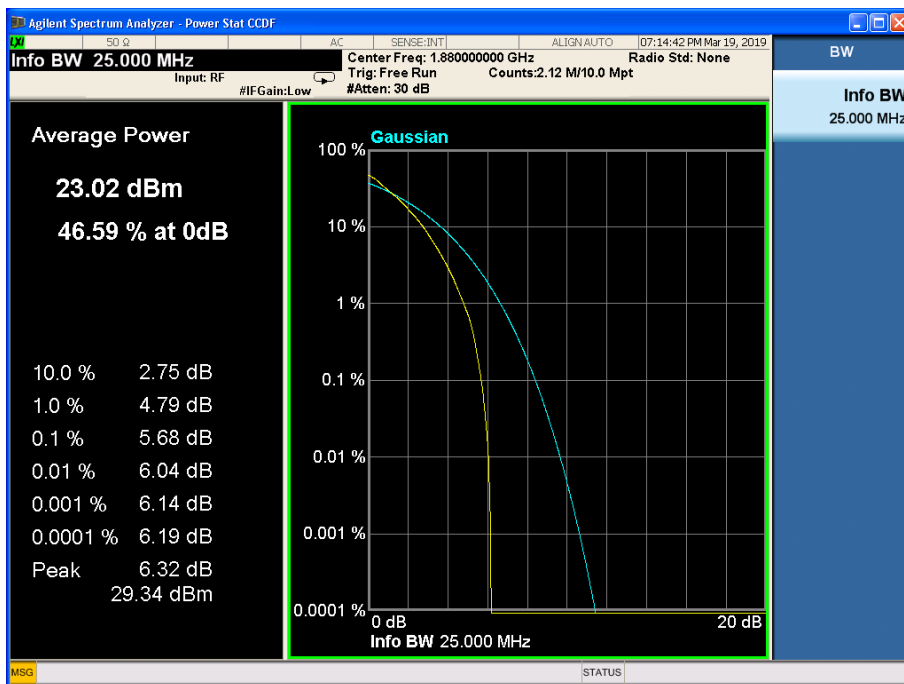 Agilent Spectrum Analyzer - Power Stat CCDF
LXI 50 Ω AC SENSE:INT ALIGN AUTO 07:14:42 PM Mar 19, 2019
Info BW 25.000 MHz
Center Freq: 1.880000000 GHz Radio Std: None
Input: RF Trig: Free Run Counts:2.12 M/10.0 Mpt
#IFGain:Low #Atten: 30 dB
BW
Info BW
25.000 MHz
Average Power
23.02 dBm
46.59 % at 0dB
10.0 % 2.75 dB
1.0 % 4.79 dB
0.1 % 5.68 dB
0.01 % 6.04 dB
0.001 % 6.14 dB
0.0001 % 6.19 dB
Peak 6.32 dB
29.34 dBm
Gaussian
100 %
10 %
1 %
0.1 %
0.01 %
0.001 %
0.0001 %
0 dB 20 dB
Info BW 25.000 MHz
MSG STATUS